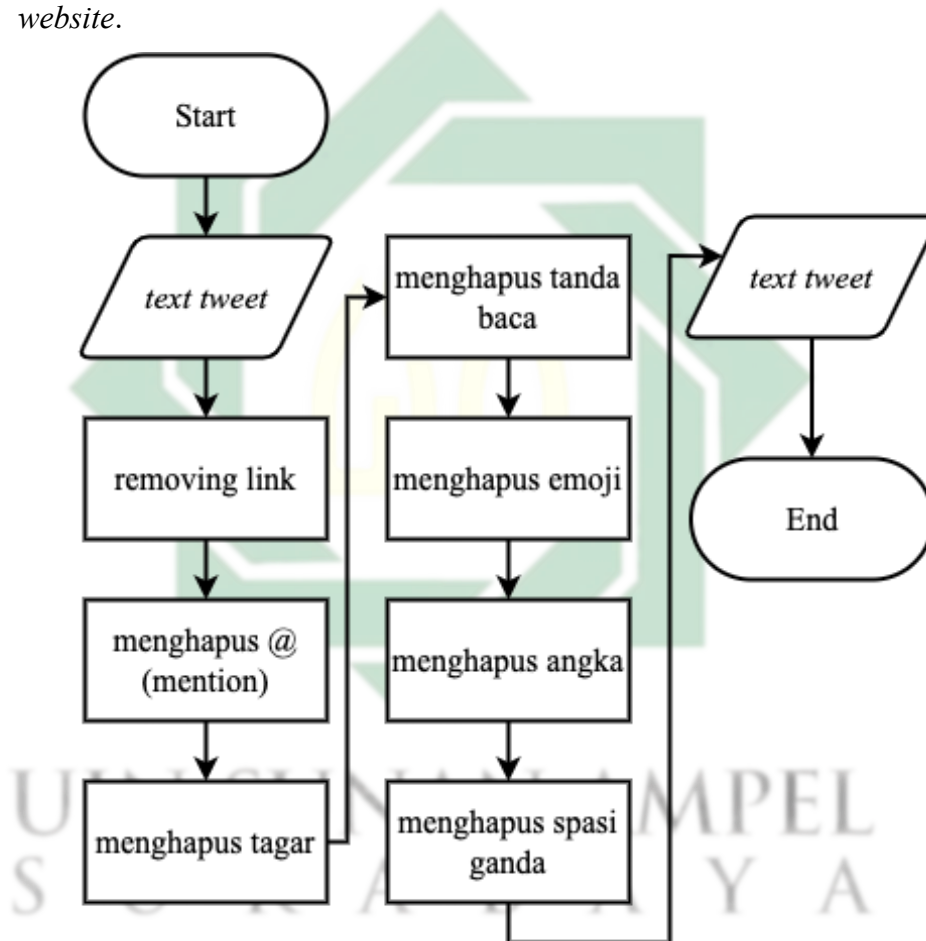 website.
Start
text tweet
removing link
menghapus @
(mention)
menghapus tagar
menghapus tanda
baca
menghapus emoji
menghapus angka
menghapus spasi
ganda
text tweet
End
UIN SUNAN AMPEL
S U R A B A Y A